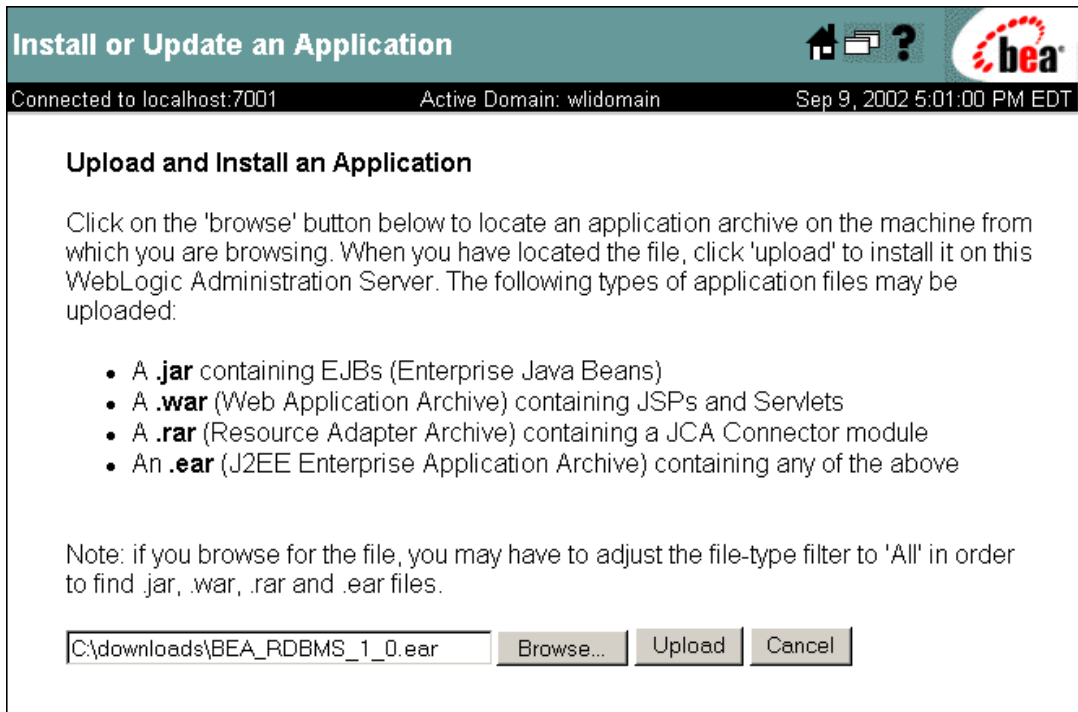 Install or Update an Application
bea
Connected to localhost:7001 Active Domain: wlidomain Sep 9, 2002 5:01:00 PM EDT
Upload and Install an Application
Click on the 'browse' button below to locate an application archive on the machine from
which you are browsing. When you have located the file, click 'upload' to install it on this
WebLogic Administration Server. The following types of application files may be
uploaded:
• A .jar containing EJBs (Enterprise Java Beans)
• A .war (Web Application Archive) containing JSPs and Servlets
• A .rar (Resource Adapter Archive) containing a JCA Connector module
• An .ear (J2EE Enterprise Application Archive) containing any of the above
Note: if you browse for the file, you may have to adjust the file-type filter to 'All' in order
to find .jar, .war, .rar and .ear files.
C:\downloads\BEA_RDBMS_1_0.ear Browse... Upload Cancel